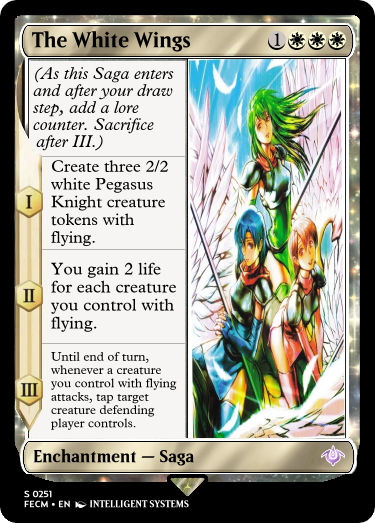 The White Wings
1
(As this Saga enters
and after your draw
step, add a lore
counter. Sacrifice
after III.)
I
Create three 2/2
white Pegasus
Knight creature
tokens with
flying.
II
You gain 2 life
for each creature
you control with
flying.
III
Until end of turn,
whenever a creature
you control with flying
attacks, tap target
creature defending
player controls.
Enchantment — Saga
S 0251
FECM • EN INTELLIGENT SYSTEMS